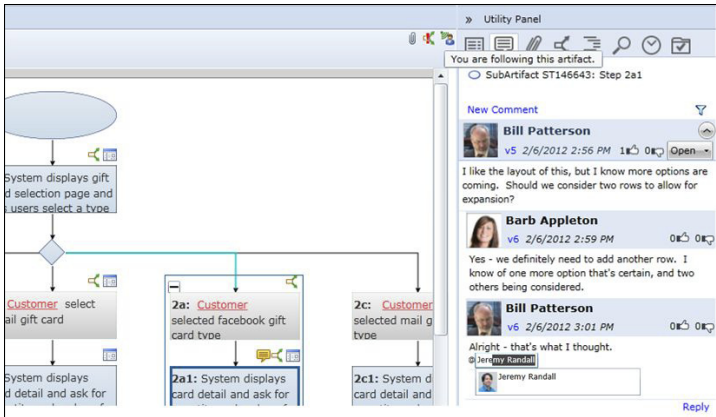 » Utility Panel
You are following this artifact.
SubArtifact ST146643: Step 2a1
New Comment
Bill Patterson
v5 2/6/2012 2:56 PM 1 0 Open
I like the layout of this, but I know more options are
coming. Should we consider two rows to allow for
expansion?
Barb Appleton
v6 2/6/2012 2:59 PM 0 0
Yes - we definitely need to add another row. I
know of one more option that's certain, and two
others being considered.
Bill Patterson
v6 2/6/2012 3:01 PM 0 0
Alright - that's what I thought.
Jeremy Randall
Jeremy Randall
Reply
System displays gift
d selection page and
users select a type
Customer select
ail gift card
System displays
d detail and ask for
2a: Customer
selected facebook gift
card type
2a1: System displays
card detail and ask for
2c: Customer
selected mail g
type
2c1: System d
card detail an